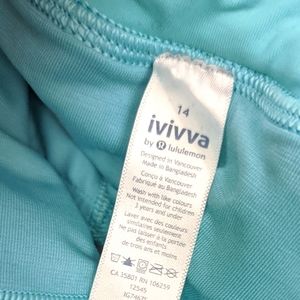 14
ivivva
by lululemon
Designed in Vancouver
Made in Bangladesh
Conçu à Vancouver
Fabriqué au Bangladesh
Wash with like colours
Not intended for children
3 years and under
Laver avec des couleurs
similaires
Ne pas laisser à la portée
des enfants
de trois ans et moins
CA 35801 RN 106259
12545